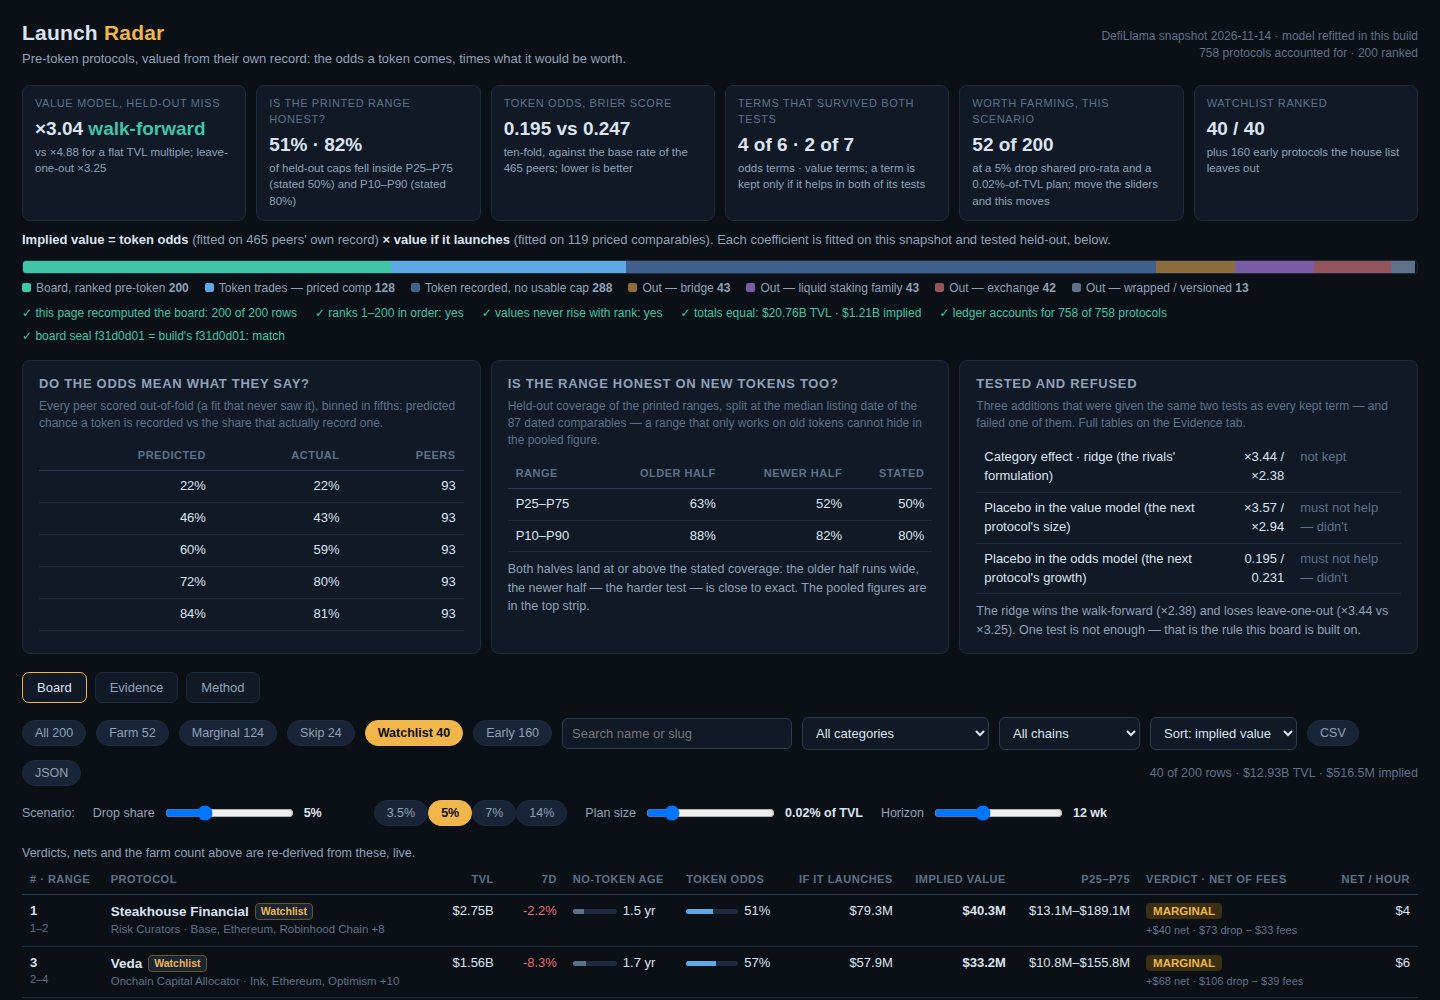 Launch Radar
Pre-token protocols, valued from their own record: the odds a token comes, times what it would be worth.
DefiLlama snapshot 2026-11-14 · model refitted in this build
758 protocols accounted for · 200 ranked
VALUE MODEL, HELD-OUT MISS
×3.04 walk-forward
vs ×4.88 for a flat TVL multiple; leave-
one-out ×3.25
IS THE PRINTED RANGE
HONEST?
51% · 82%
of held-out caps fell inside P25–P75
(stated 50%) and P10–P90 (stated
80%)
TOKEN ODDS, BRIER SCORE
0.195 vs 0.247
ten-fold, against the base rate of the
465 peers; lower is better
TERMS THAT SURVIVED BOTH
TESTS
4 of 6 · 2 of 7
odds terms · value terms; a term is
kept only if it helps in both of its tests
WORTH FARMING, THIS
SCENARIO
52 of 200
at a 5% drop shared pro-rata and a
0.02%-of-TVL plan; move the sliders
and this moves
WATCHLIST RANKED
40 / 40
plus 160 early protocols the house list
leaves out
Implied value = token odds (fitted on 465 peers' own record) × value if it launches (fitted on 119 priced comparables). Each coefficient is fitted on this snapshot and tested held-out, below.
Board, ranked pre-token 200 Token trades — priced comp 128 Token recorded, no usable cap 288 Out — bridge 43 Out — liquid staking family 43 Out — exchange 42 Out — wrapped / versioned 13
✓ this page recomputed the board: 200 of 200 rows ✓ ranks 1–200 in order: yes ✓ values never rise with rank: yes ✓ totals equal: $20.76B TVL · $1.21B implied ✓ ledger accounts for 758 of 758 protocols
✓ board seal f31d0d01 = build's f31d0d01: match
DO THE ODDS MEAN WHAT THEY SAY?
Every peer scored out-of-fold (a fit that never saw it), binned in fifths: predicted
chance a token is recorded vs the share that actually record one.
PREDICTED ACTUAL PEERS
22% 22% 93
46% 43% 93
60% 59% 93
72% 80% 93
84% 81% 93
IS THE RANGE HONEST ON NEW TOKENS TOO?
Held-out coverage of the printed ranges, split at the median listing date of the
87 dated comparables — a range that only works on old tokens cannot hide in
the pooled figure.
RANGE OLDER HALF NEWER HALF STATED
P25–P75 63% 52% 50%
P10–P90 88% 82% 80%
Both halves land at or above the stated coverage: the older half runs wide,
the newer half — the harder test — is close to exact. The pooled figures are
in the top strip.
TESTED AND REFUSED
Three additions that were given the same two tests as every kept term — and
failed one of them. Full tables on the Evidence tab.
Category effect · ridge (the rivals' ×3.44 / not kept
formulation) ×2.38
Placebo in the value model (the next ×3.57 / must not help
protocol's size) ×2.94 — didn't
Placebo in the odds model (the next 0.195 / must not help
protocol's growth) 0.231 — didn't
The ridge wins the walk-forward (×2.38) and loses leave-one-out (×3.44 vs
×3.25). One test is not enough — that is the rule this board is built on.
Board Evidence Method
All 200 Farm 52 Marginal 124 Skip 24 Watchlist 40 Early 160 Search name or slug All categories All chains Sort: implied value CSV
JSON 40 of 200 rows · $12.93B TVL · $516.5M implied
Scenario: Drop share 5% 3.5% 5% 7% 14% Plan size 0.02% of TVL Horizon 12 wk
Verdicts, nets and the farm count above are re-derived from these, live.
# · RANGE PROTOCOL TVL 7D NO-TOKEN AGE TOKEN ODDS IF IT LAUNCHES IMPLIED VALUE P25–P75 VERDICT · NET OF FEES NET / HOUR
1 Steakhouse Financial Watchlist $2.75B -2.2% 1.5 yr 51% $79.3M $40.3M $13.1M–$189.1M MARGINAL $4
1–2 Risk Curators · Base, Ethereum, Robinhood Chain +8 +$40 net · $73 drop − $33 fees
3 Veda Watchlist $1.56B -8.3% 1.7 yr 57% $57.9M $33.2M $10.8M–$155.8M MARGINAL $6
2–4 Onchain Capital Allocator · Ink, Ethereum, Optimism +10 +$68 net · $106 drop − $39 fees